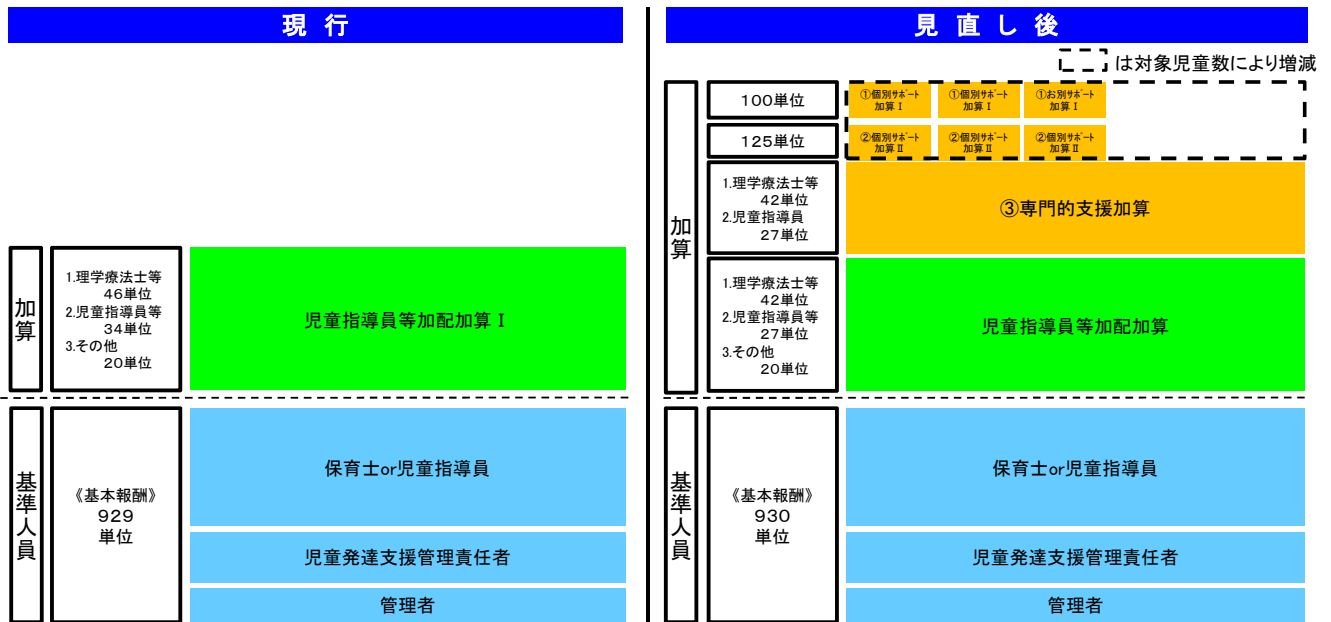 現行
加算
1.理学療法士等
46単位
2.児童指導員等
34単位
3.その他
20単位
児童指導員等加配加算Ⅰ
基準人員
《基本報酬》
929
単位
保育士or児童指導員
児童発達支援管理責任者
管理者
見直し後
は対象児童数により増減
加算
100単位
①個別サポート
加算Ⅰ
①個別サポート
加算Ⅰ
①お別サポート
加算Ⅰ
125単位
②個別サポート
加算Ⅱ
②個別サポート
加算Ⅱ
②個別サポート
加算Ⅱ
1.理学療法士等
42単位
2.児童指導員
27単位
③専門的支援加算
1.理学療法士等
42単位
2.児童指導員等
27単位
3.その他
20単位
児童指導員等加配加算
基準人員
《基本報酬》
930
単位
保育士or児童指導員
児童発達支援管理責任者
管理者